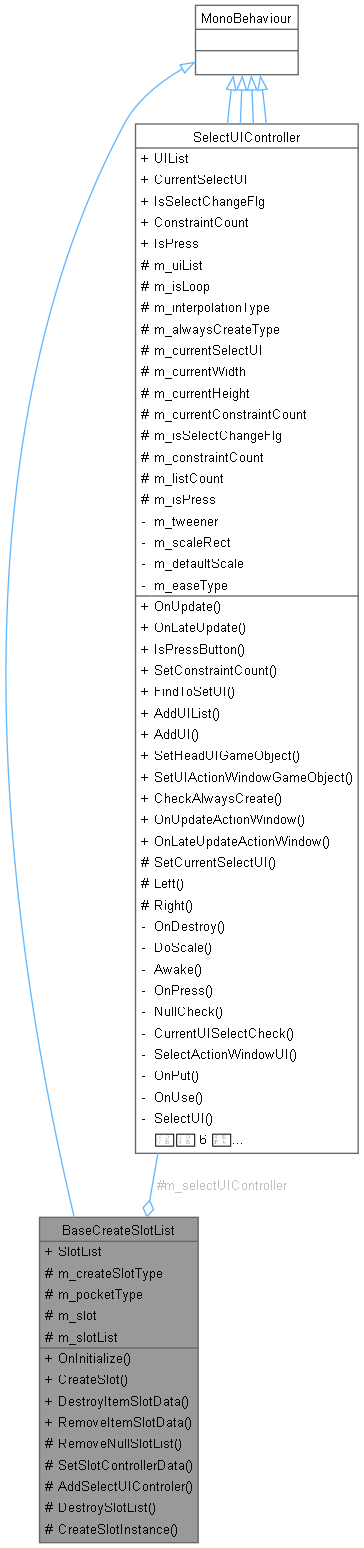 MonoBehaviour
SelectUIController
+ UIList
+ CurrentSelectUI
+ IsSelectChangeFlg
+ ConstraintCount
+ IsPress
# m_uiList
# m_isLoop
# m_interpolationType
# m_alwaysCreateType
# m_currentSelectUI
# m_currentWidth
# m_currentHeight
# m_currentConstraintCount
# m_isSelectChangeFlg
# m_constraintCount
# m_listCount
# m_isPress
- m_tweener
- m_scaleRect
- m_defaultScale
- m_easeType
+ OnUpdate()
+ OnLateUpdate()
+ IsPressButton()
+ SetConstraintCount()
+ FindToSetUI()
+ AddUIList()
+ AddUI()
+ SetHeadUIGameObject()
+ SetUIActionWindowGameObject()
+ CheckAlwaysCreate()
+ OnUpdateActionWindow()
+ OnLateUpdateActionWindow()
# SetCurrentSelectUI()
# Left()
# Right()
- OnDestroy()
- DoScale()
- Awake()
- OnPress()
- NullCheck()
- CurrentUISelectCheck()
- SelectActionWindowUI()
- OnPut()
- OnUse()
- SelectUI()
6 ...
#m_selectUIController
BaseCreateSlotList
+ SlotList
# m_createSlotType
# m_pocketType
# m_slot
# m_slotList
+ OnInitialize()
+ CreateSlot()
+ DestroyItemSlotData()
+ RemoveItemSlotData()
# RemoveNullSlotList()
# SetSlotControllerData()
# AddSelectUIControler()
# DestroySlotList()
# CreateSlotInstance()